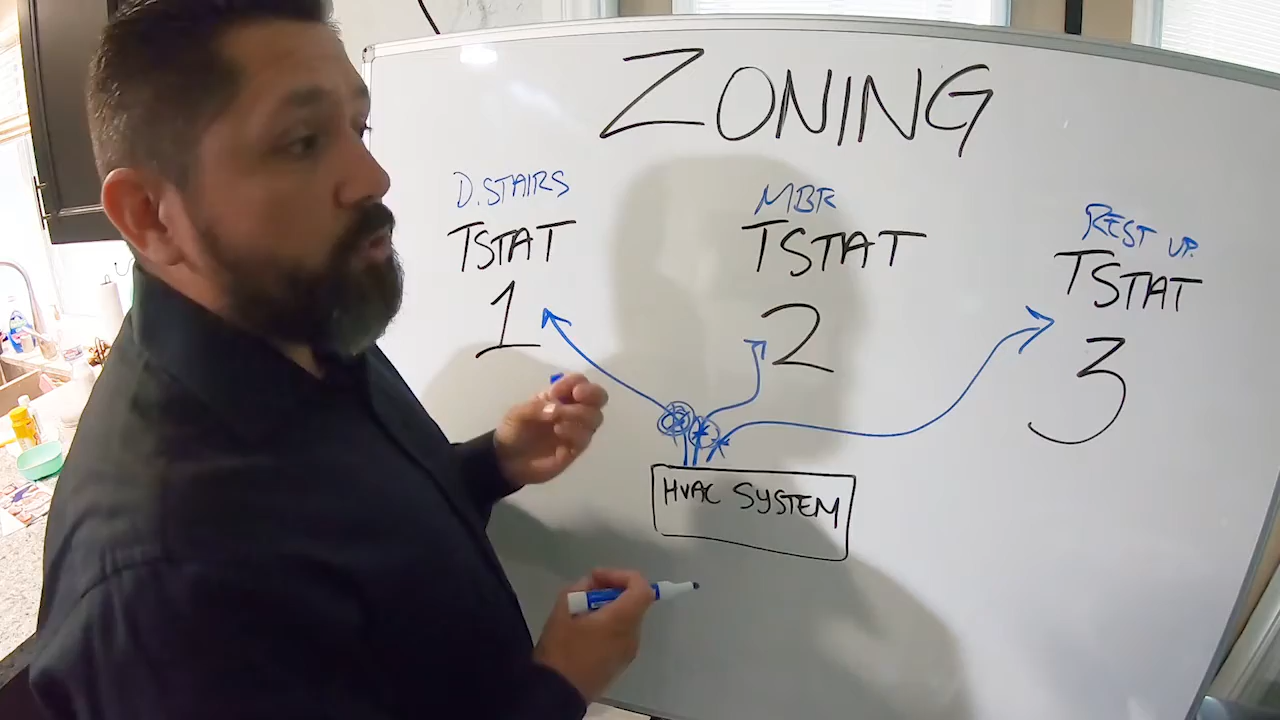 ZONING
D.STAIRS
TSTAT
1
MBR
TSTAT
2
REST UP.
TSTAT
3
HVAC SYSTEM